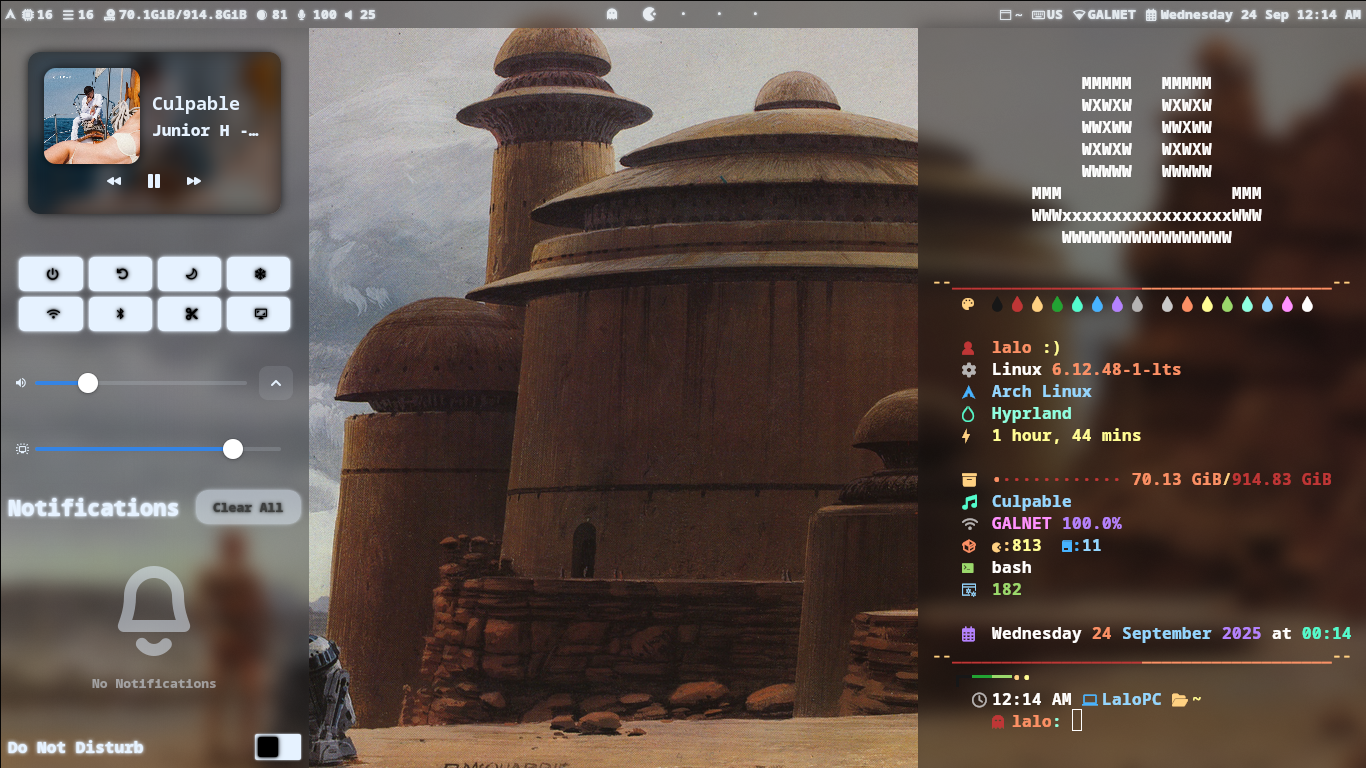 16 16 70.1GiB/914.8GiB 81 100 25
~ US GALNET Wednesday 24 Sep 12:14 AM
Culpable
Junior H -…
Notifications
Clear All
No Notifications
Do Not Disturb
MMMMM MMMMM
WXWXW WXWXW
WWXWW WWXWW
WXWXW WXWXW
WWWWW WWWWW
MMM MMM
WWWxxxxxxxxxxxxxxxxxWWW
WWWWWWWWWWWWWWWWW
lalo :)
Linux 6.12.48-1-lts
Arch Linux
Hyprland
1 hour, 44 mins
70.13 GiB/914.83 GiB
Culpable
GALNET 100.0%
:813 :11
bash
182
Wednesday 24 September 2025 at 00:14
12:14 AM LaloPC ~
lalo: